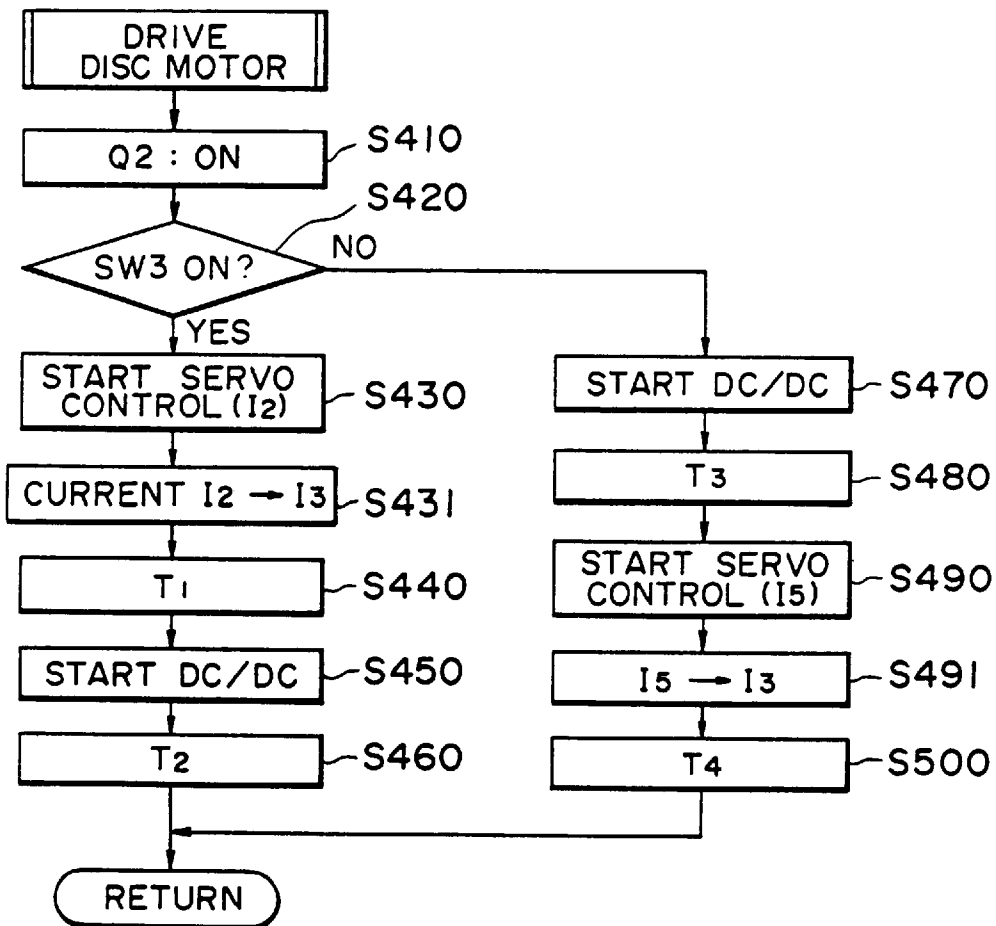 DRIVE
DISC MOTOR
Q2 : ON
S410
SW3 ON?
S420
NO
YES
START SERVO
CONTROL (I2)
S430
CURRENT I2 → I3
S431
T1
S440
START DC/DC
S450
T2
S460
START DC/DC
S470
T3
S480
START SERVO
CONTROL (I5)
S490
I5 → I3
S491
T4
S500
RETURN